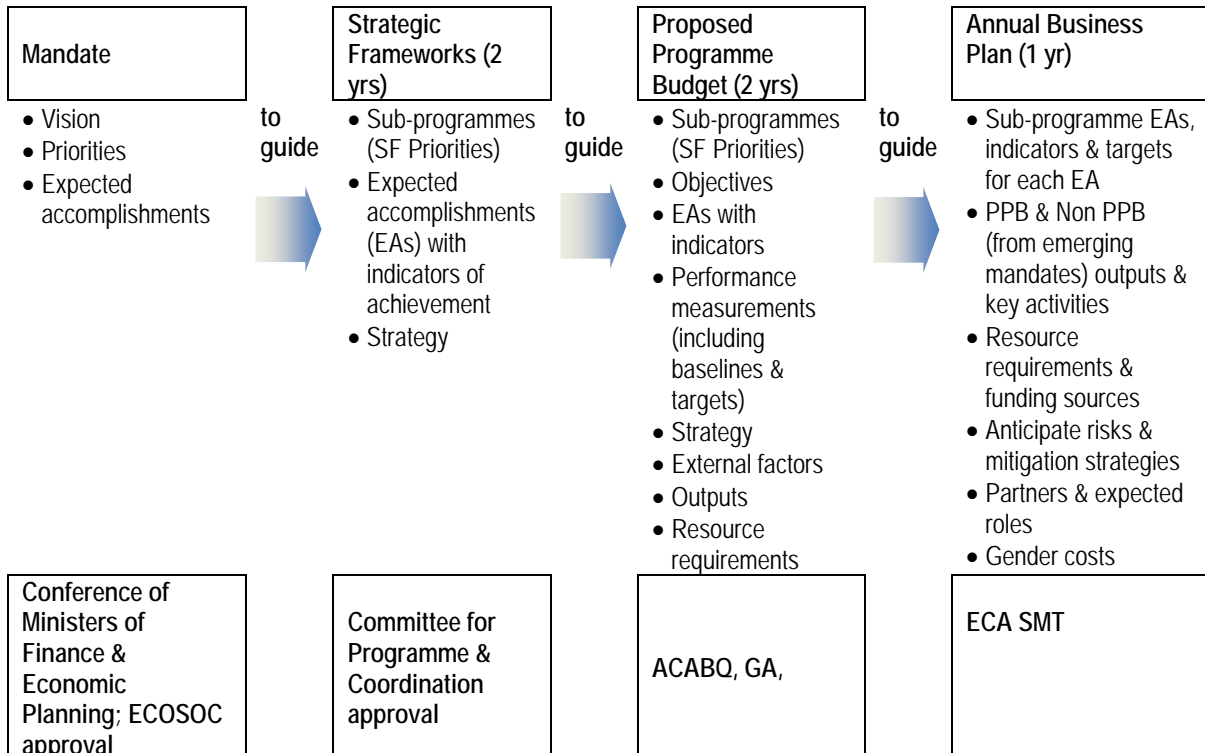 Mandate
• Vision
• Priorities
• Expected
accomplishments
Conference of
Ministers of
Finance &
Economic
Planning; ECOSOC
approval
to
guide
Strategic
Frameworks (2
yrs)
• Sub-programmes
(SF Priorities)
• Expected
accomplishments
(EAs) with
indicators of
achievement
• Strategy
Committee for
Programme &
Coordination
approval
to
guide
Proposed
Programme
Budget (2 yrs)
• Sub-programmes
(SF Priorities)
• Objectives
• EAs with
indicators
• Performance
measurements
(including
baselines &
targets)
• Strategy
• External factors
• Outputs
• Resource
requirements
ACABQ, GA,
to
guide
Annual Business
Plan (1 yr)
• Sub-programme EAs,
indicators & targets
for each EA
• PPB & Non PPB
(from emerging
mandates) outputs &
key activities
• Resource
requirements &
funding sources
• Anticipate risks &
mitigation strategies
• Partners & expected
roles
• Gender costs
ECA SMT